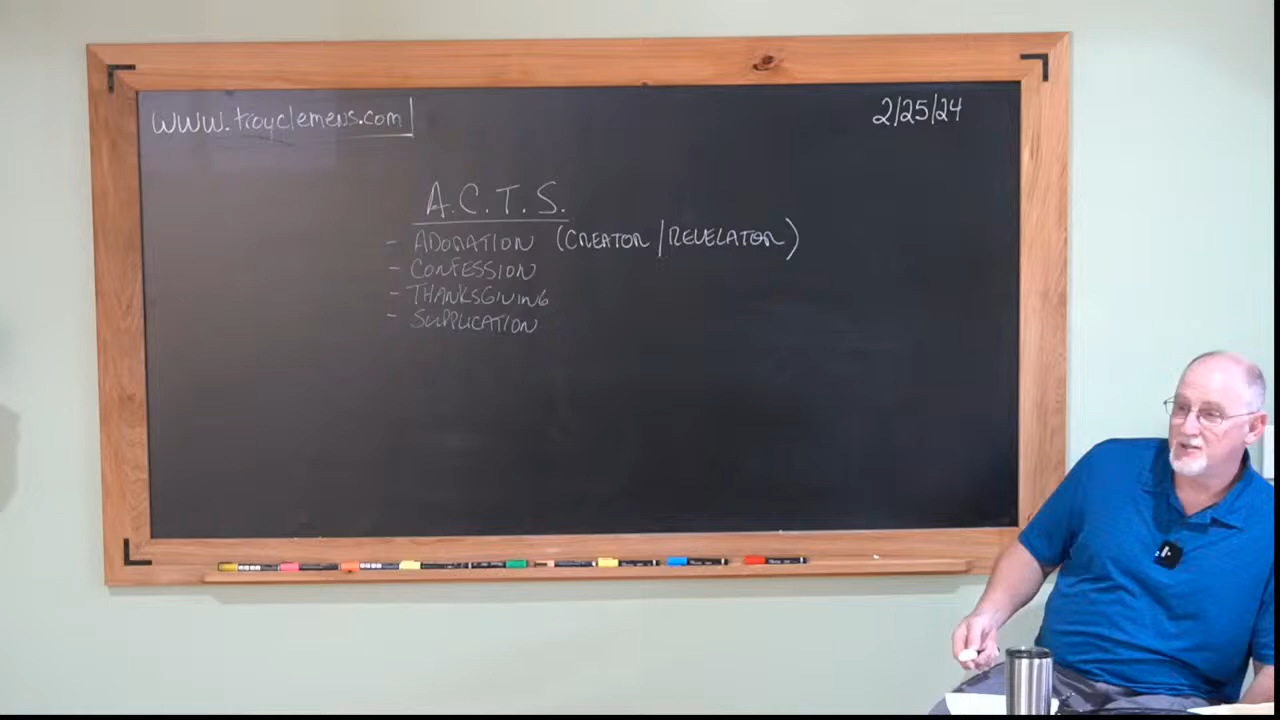 www.troyclemens.com
2/25/24
A.C.T.S.
- ADORATION (CREATOR/REVELATOR)
- CONFESSION
- THANKSGIVING
- SUPPLICATION